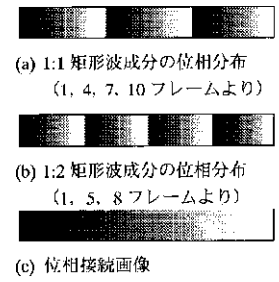 (a) 1:1 矩形波成分の位相分布
(1, 4, 7, 10 フレームより)
(b) 1:2 矩形波成分の位相分布
(1, 5, 8 フレームより)
(c) 位相接続画像